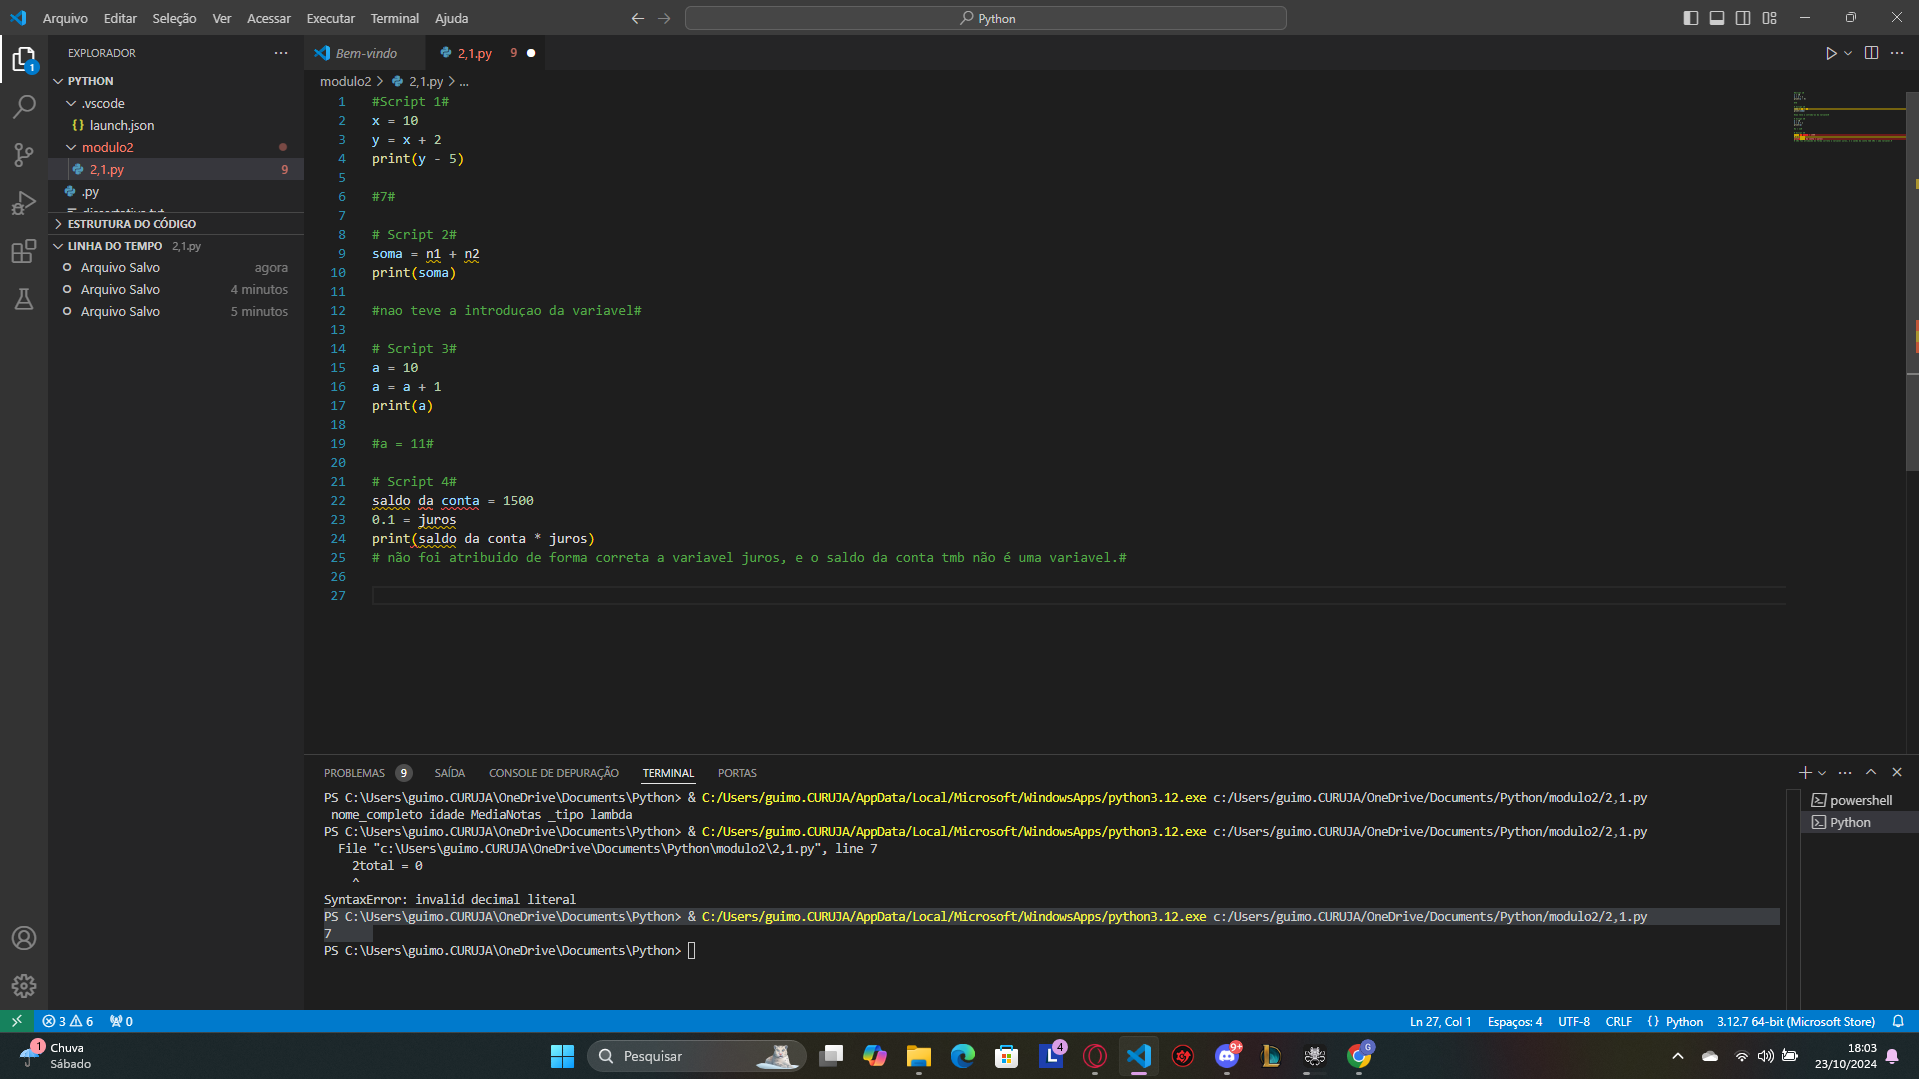 Arquivo Editar Seleção Ver Acessar Executar Terminal Ajuda
Python
EXPLORADOR
Bem-vindo
2,1.py 9
PYTHON
.vscode
launch.json
modulo2
2,1.py 9
.py
ESTRUTURA DO CÓDIGO
LINHA DO TEMPO 2,1.py
Arquivo Salvo agora
Arquivo Salvo 4 minutos
Arquivo Salvo 5 minutos
1
modulo2 > 2,1.py > ...
1 #Script 1#
2 x = 10
3 y = x + 2
4 print(y - 5)
5
6 #7#
7
8 # Script 2#
9 soma = n1 + n2
10 print(soma)
11
12 #nao teve a introduçao da variavel#
13
14 # Script 3#
15 a = 10
16 a = a + 1
17 print(a)
18
19 #a = 11#
20
21 # Script 4#
22 saldo da conta = 1500
23 0.1 = juros
24 print(saldo da conta * juros)
25 # não foi atribuido de forma correta a variavel juros, e o saldo da conta tmb não é uma variavel.#
26
27
PROBLEMAS 9 SAÍDA CONSOLE DE DEPURAÇÃO TERMINAL PORTAS
PS C:\Users\guimo.CURUJA\OneDrive\Documents\Python> & C:/Users/guimo.CURUJA/AppData/Local/Microsoft/WindowsApps/python3.12.exe c:/Users/guimo.CURUJA/OneDrive/Documents/Python/modulo2/2,1.py
nome_completo idade MediaNotas _tipo lambda
PS C:\Users\guimo.CURUJA\OneDrive\Documents\Python> & C:/Users/guimo.CURUJA/AppData/Local/Microsoft/WindowsApps/python3.12.exe c:/Users/guimo.CURUJA/OneDrive/Documents/Python/modulo2/2,1.py
File "c:\Users\guimo.CURUJA\OneDrive\Documents\Python\modulo2\2,1.py", line 7
2total = 0
^
SyntaxError: invalid decimal literal
PS C:\Users\guimo.CURUJA\OneDrive\Documents\Python> & C:/Users/guimo.CURUJA/AppData/Local/Microsoft/WindowsApps/python3.12.exe c:/Users/guimo.CURUJA/OneDrive/Documents/Python/modulo2/2,1.py
7
PS C:\Users\guimo.CURUJA\OneDrive\Documents\Python>
powershell
Python
3 6 0
Ln 27, Col 1 Espaços: 4 UTF-8 CRLF {} Python 3.12.7 64-bit (Microsoft Store)
1
Chuva
Sábado
Pesquisar
L 4
9+
G
18:03
23/10/2024